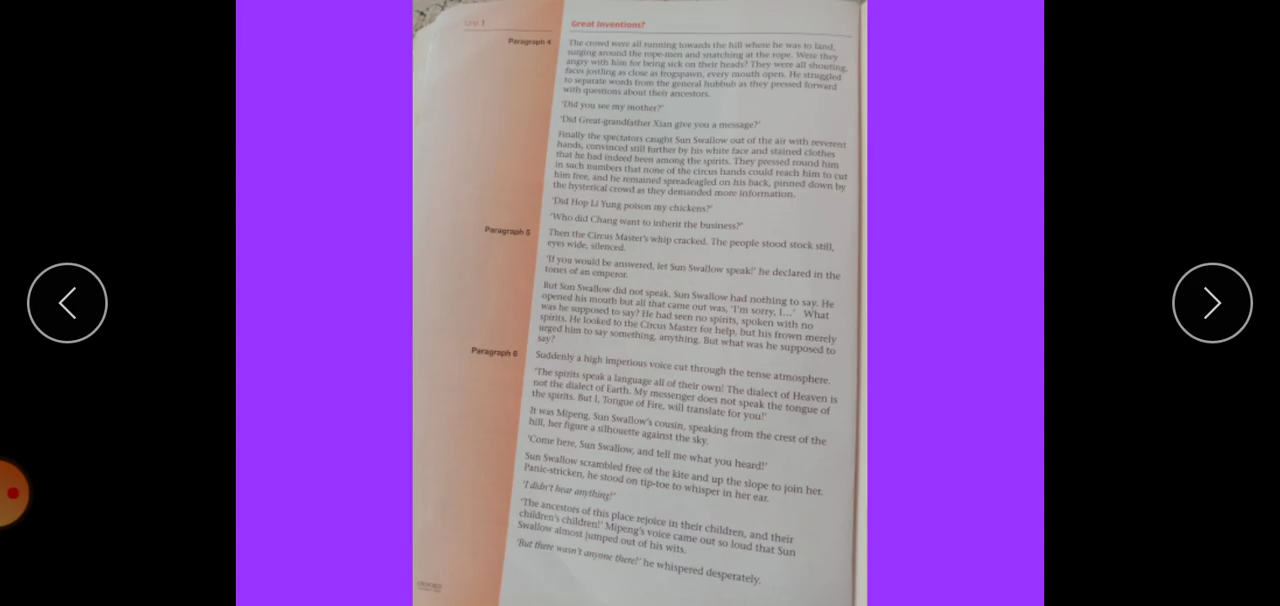 Unit 1
Great Inventions?
Paragraph 4
The crowd were all running towards the hill where he was to land,
surging around the rope-men and snatching at the rope. Were they
angry with him for being sick on their heads? They were all shouting,
faces jostling as close as frogspawn, every mouth open. He struggled
to separate words from the general hubbub as they pressed forward
with questions about their ancestors.
'Did you see my mother?'
'Did Great-grandfather Xian give you a message?'
Finally the spectators caught Sun Swallow out of the air with reverent
hands, convinced still further by his white face and stained clothes
that he had indeed been among the spirits. They pressed round him
in such numbers that none of the circus hands could reach him to cut
him free, and he remained spreadeagled on his back, pinned down by
the hysterical crowd as they demanded more information.
'Did Hop Li Yung poison my chickens?'
'Who did Chang want to inherit the business?'
Paragraph 5
Then the Circus Master's whip cracked. The people stood stock still,
eyes wide, silenced.
'If you would be answered, let Sun Swallow speak!' he declared in the
tones of an emperor.
But Sun Swallow did not speak. Sun Swallow had nothing to say. He
opened his mouth but all that came out was, 'I'm sorry, I…' What
was he supposed to say? He had seen no spirits, spoken with no
spirits. He looked to the Circus Master for help, but his frown merely
urged him to say something, anything. But what was he supposed to
say?
Paragraph 6
Suddenly a high imperious voice cut through the tense atmosphere.
'The spirits speak a language all of their own! The dialect of Heaven is
not the dialect of Earth. My messenger does not speak the tongue of
the spirits. But I, Tongue of Fire, will translate for you!'
It was Mipeng, Sun Swallow's cousin, speaking from the crest of the
hill, her figure a silhouette against the sky.
'Come here, Sun Swallow, and tell me what you heard!'
Sun Swallow scrambled free of the kite and up the slope to join her.
Panic-stricken, he stood on tip-toe to whisper in her ear.
'I didn't hear anything!'
'The ancestors of this place rejoice in their children, and their
children's children!' Mipeng's voice came out so loud that Sun
Swallow almost jumped out of his wits.
'But there wasn't anyone there!' he whispered desperately.
OXFORD